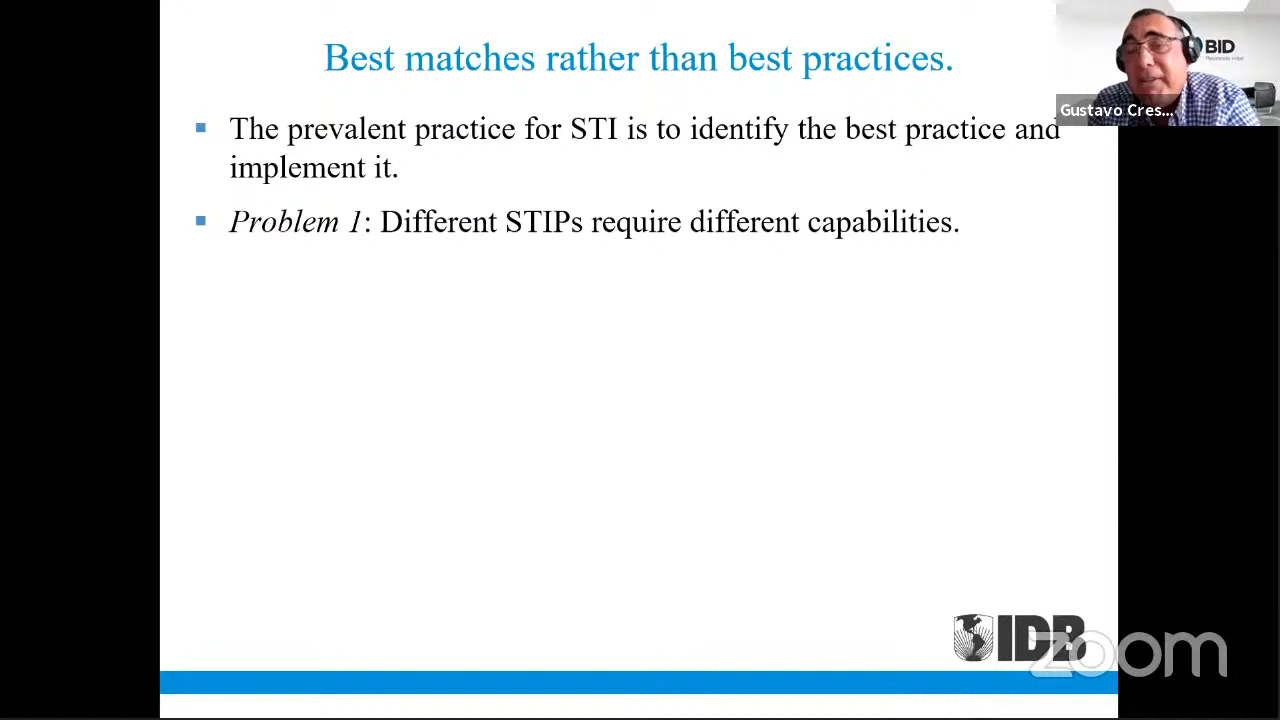 Best matches rather than best practices.
BID
Gustavo Cres...
▪ The prevalent practice for STI is to identify the best practice and
implement it.
▪ Problem 1: Different STIPs require different capabilities.
IDB
zoom